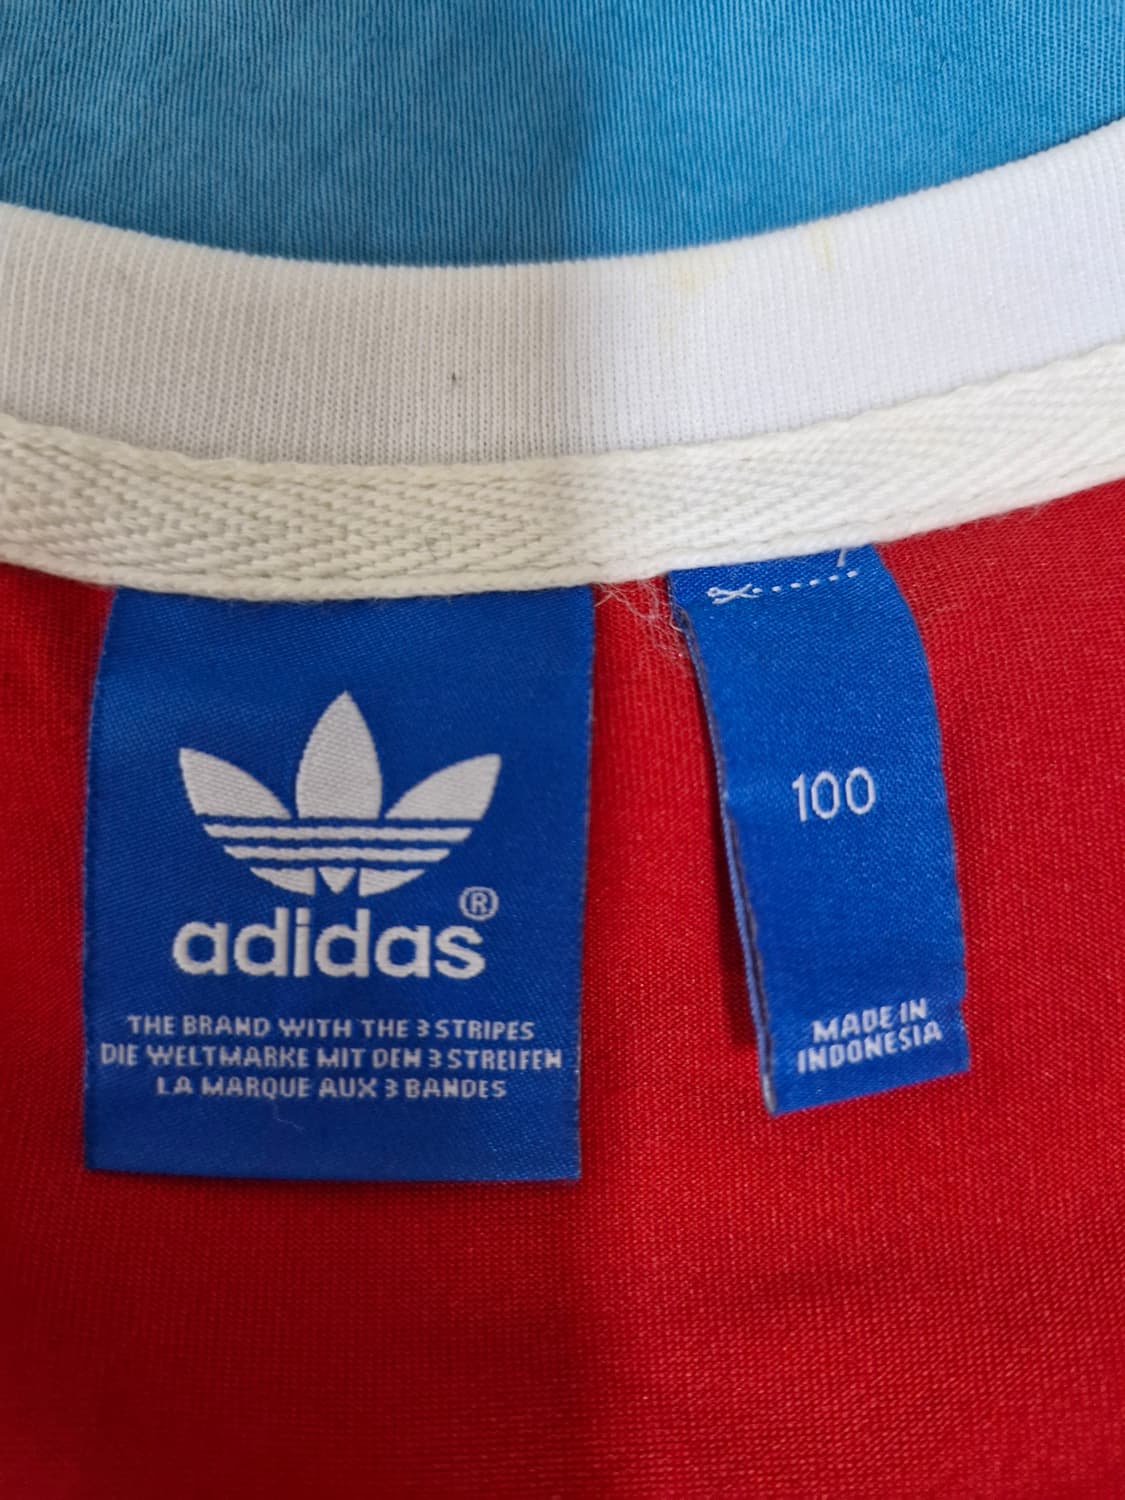 adidas®
THE BRAND WITH THE 3 STRIPES
DIE WELTMARKE MIT DEN 3 STREIFEN
LA MARQUE AUX 3 BANDES
100
MADE IN
INDONESIA